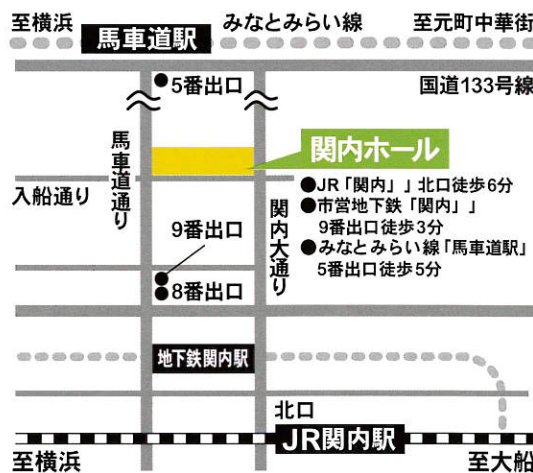 至横浜
馬車道駅
みなとみらい線
至元町中華街
5番出口
国道133号線
馬車道通り
関内ホール
●JR「関内」」北口徒歩6分
●市営地下鉄「関内」」
9番出口徒歩3分
●みなとみらい線「馬車道駅」
5番出口徒歩5分
入船通り
関内大通り
9番出口
8番出口
地下鉄関内駅
北口
JR関内駅
至横浜
至大船